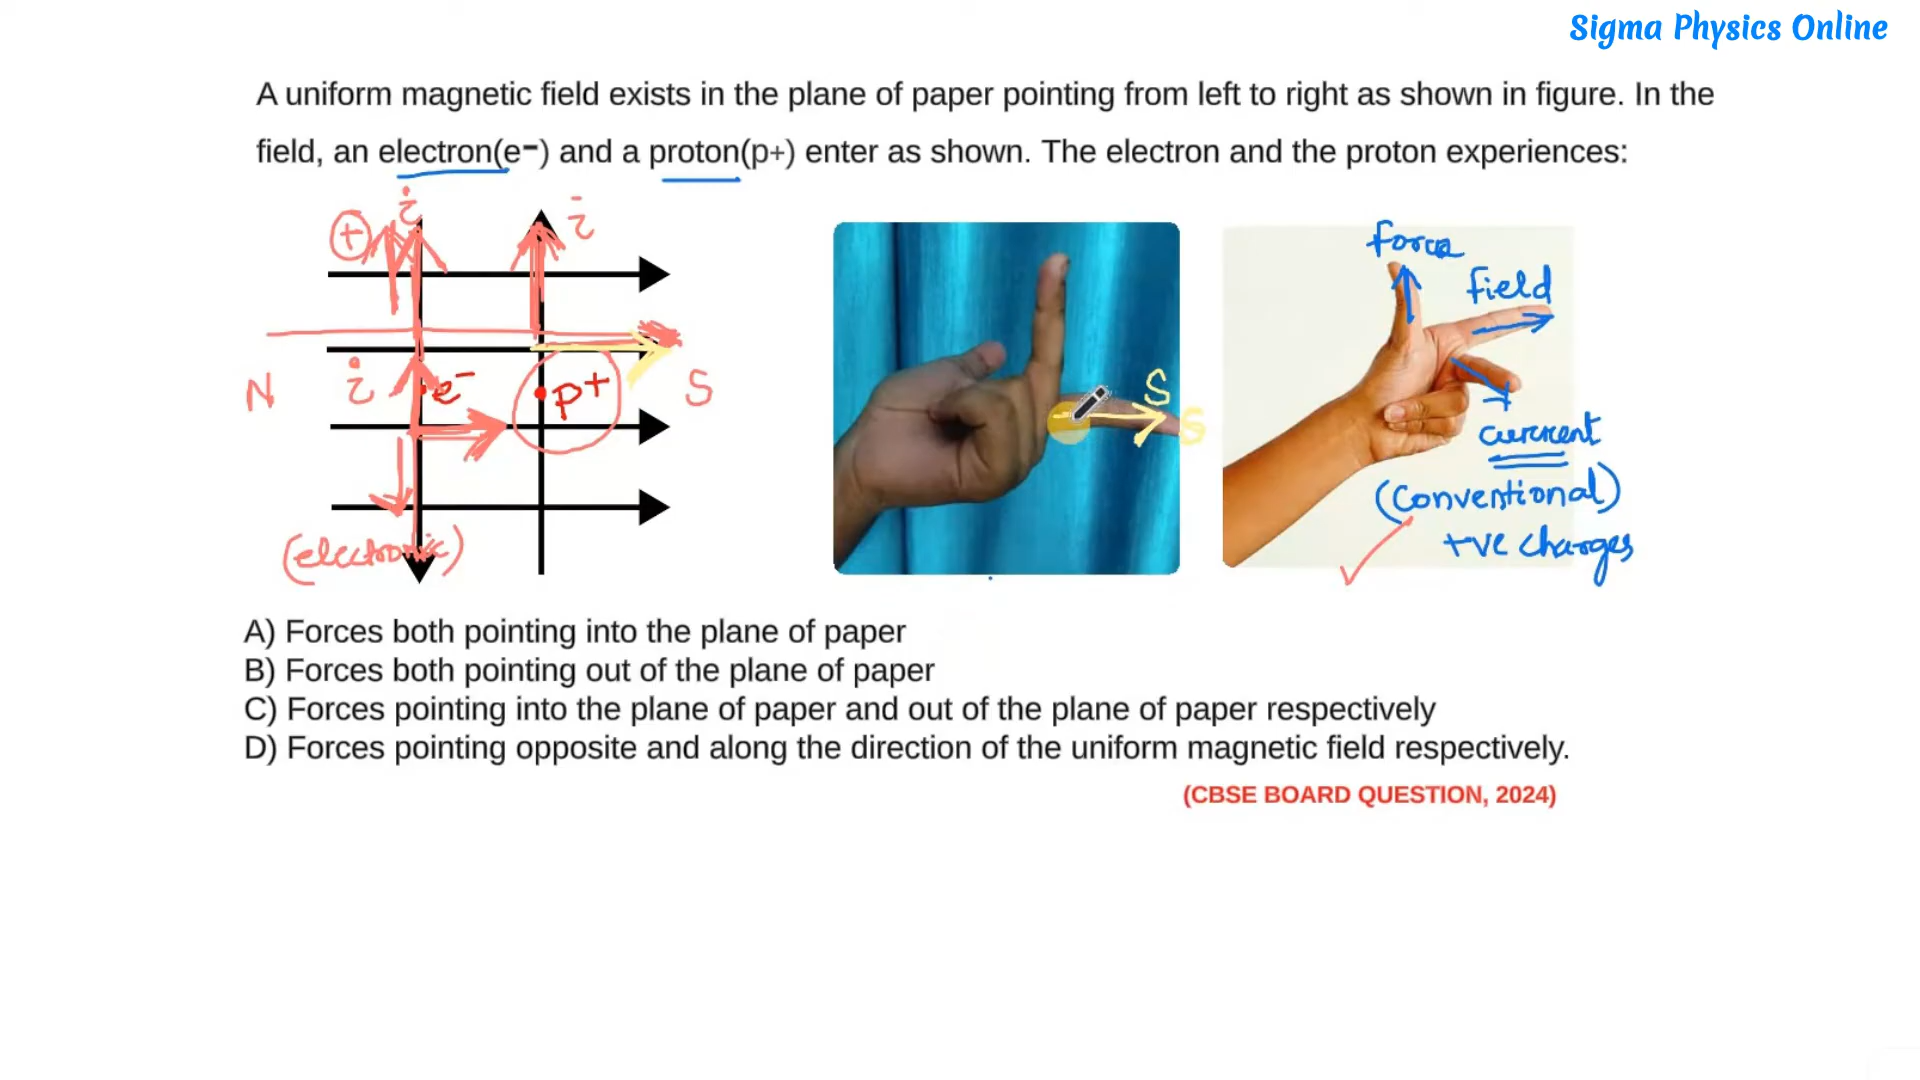 Sigma Physics Online
A uniform magnetic field exists in the plane of paper pointing from left to right as shown in figure. In the
field, an electron(e⁻) and a proton(p+) enter as shown. The electron and the proton experiences:
i
i
+
N
i
e⁻
p⁺
S
(electronic)
S
S
force
field
current
(conventional)
+ve charges
A) Forces both pointing into the plane of paper
B) Forces both pointing out of the plane of paper
C) Forces pointing into the plane of paper and out of the plane of paper respectively
D) Forces pointing opposite and along the direction of the uniform magnetic field respectively.
(CBSE BOARD QUESTION, 2024)